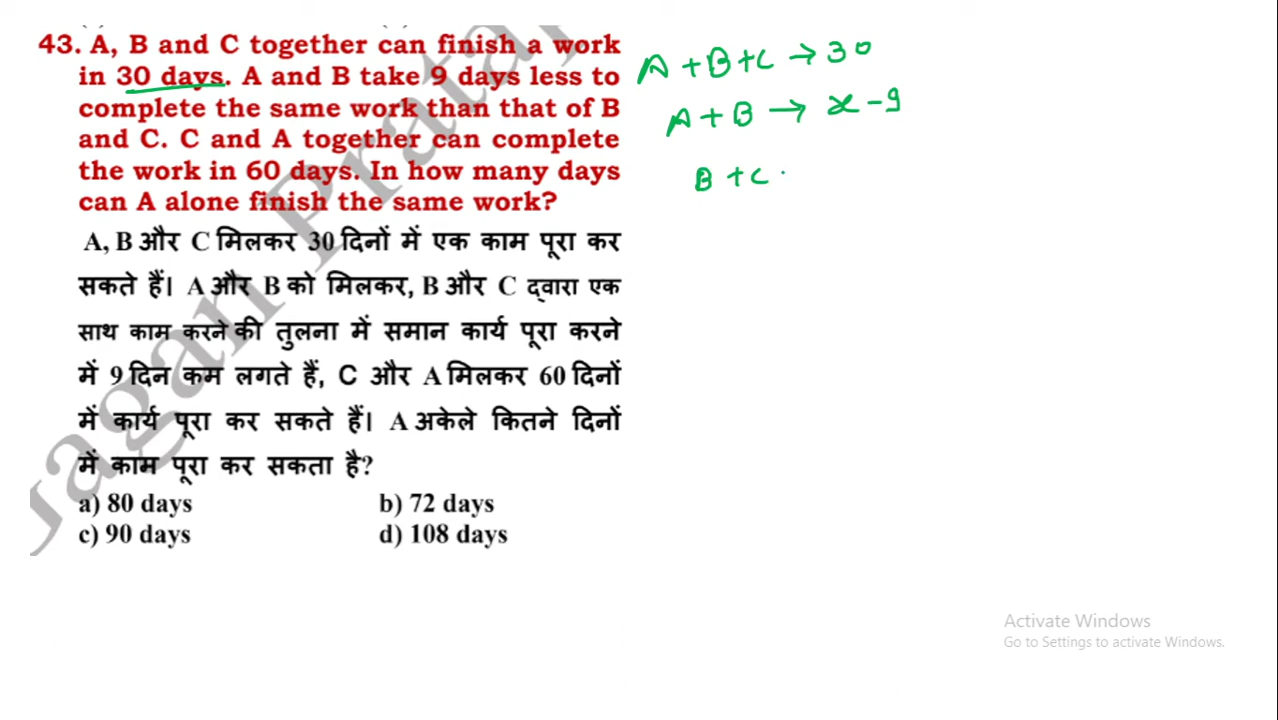 43. A, B and C together can finish a work
in 30 days. A and B take 9 days less to
complete the same work than that of B
and C. C and A together can complete
the work in 60 days. In how many days
can A alone finish the same work?
A, B और C मिलकर 30 दिनों में एक काम पूरा कर
सकते हैं। A और B को मिलकर, B और C द्वारा एक
साथ काम करने की तुलना में समान कार्य पूरा करने
में 9 दिन कम लगते हैं, C और A मिलकर 60 दिनों
में कार्य पूरा कर सकते हैं। A अकेले कितने दिनों
में काम पूरा कर सकता है?
a) 80 days b) 72 days
c) 90 days d) 108 days
A + B + C → 30
A + B → x - 9
B + C
Jagan Pratap
Activate Windows
Go to Settings to activate Windows.